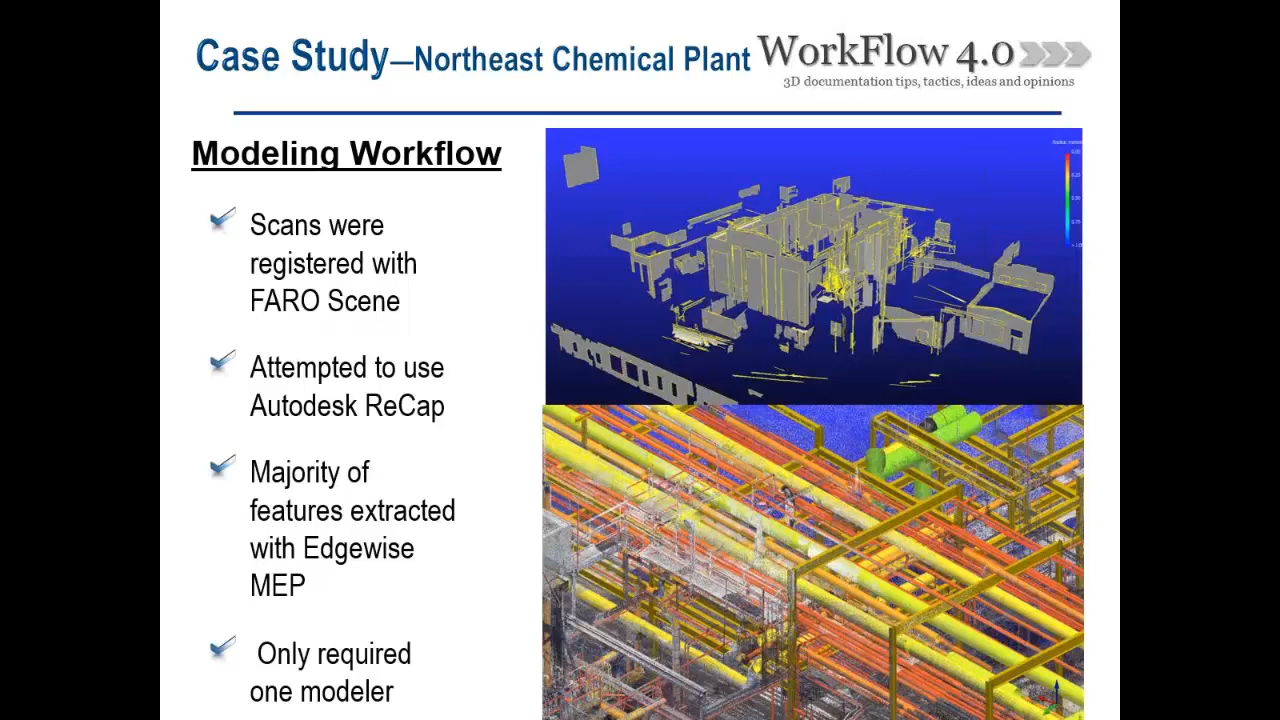 Case Study—Northeast Chemical Plant
WorkFlow 4.0
3D documentation tips, tactics, ideas and opinions
Modeling Workflow
Scans were
registered with
FARO Scene
Attempted to use
Autodesk ReCap
Majority of
features extracted
with Edgewise
MEP
Only required
one modeler